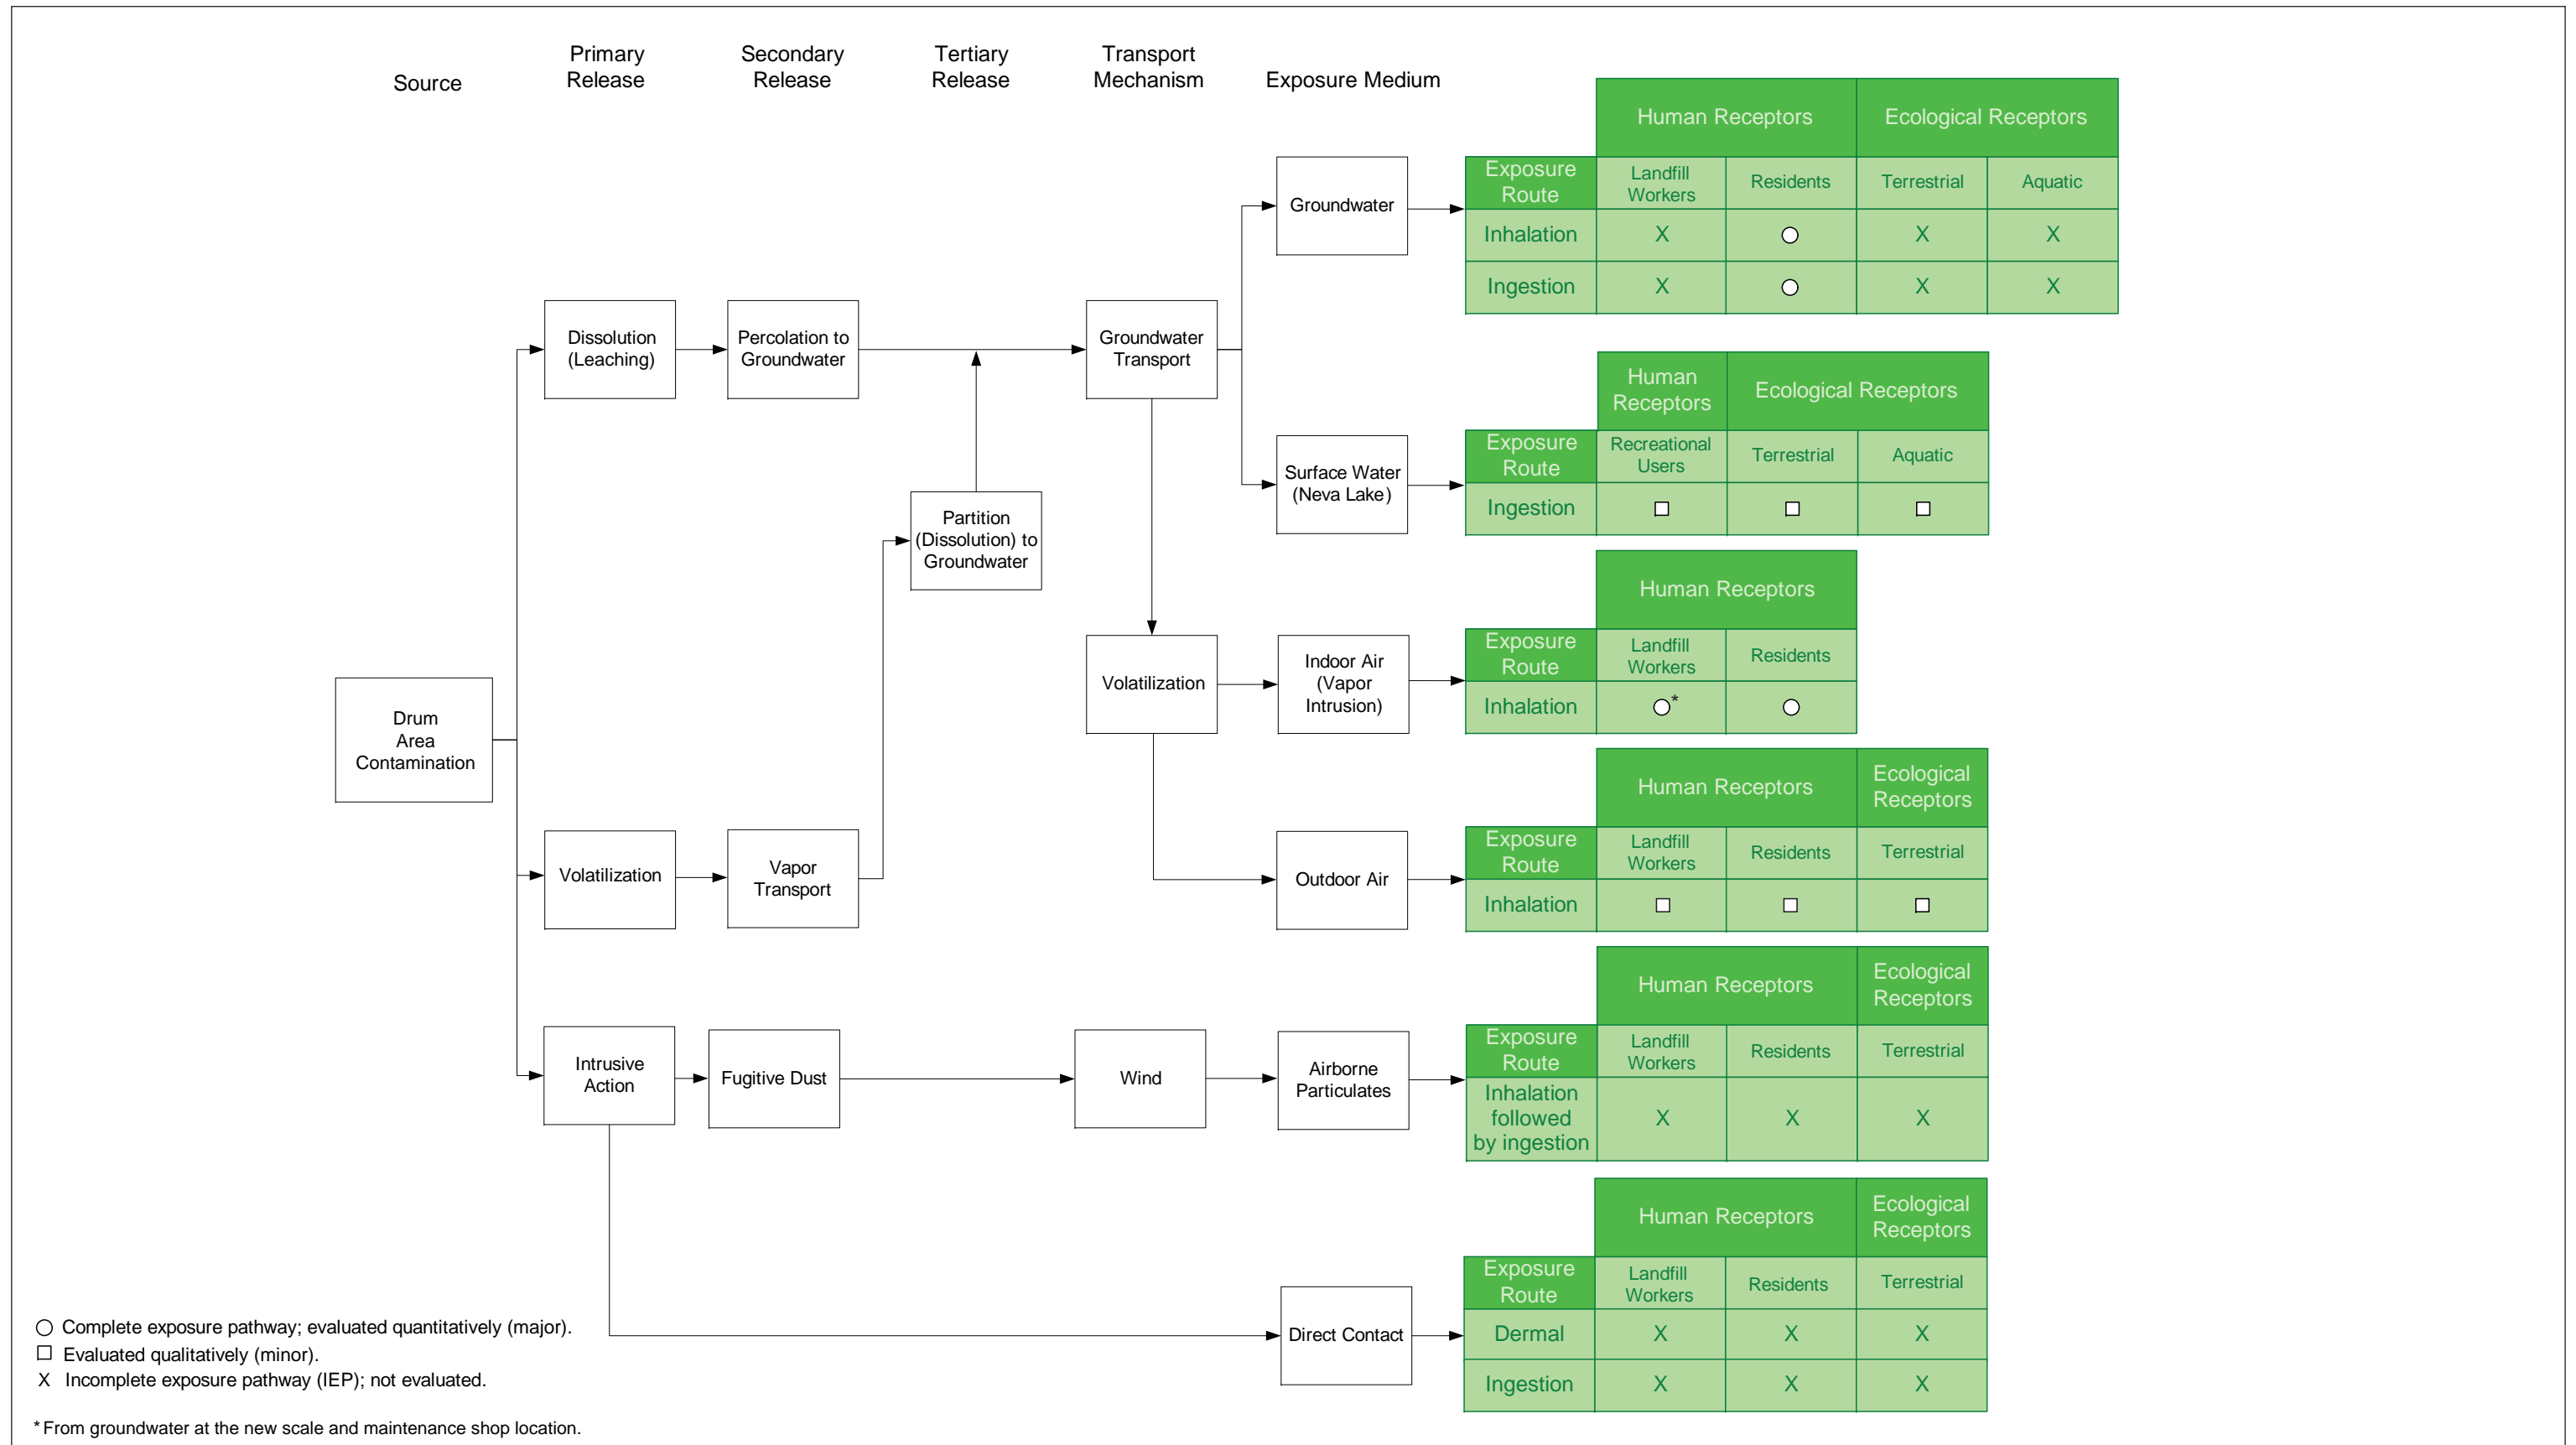 Source
Primary
Release
Secondary
Release
Tertiary
Release
Transport
Mechanism
Exposure Medium
Human Receptors
Ecological Receptors
Groundwater
Exposure
Route
Landfill
Workers
Residents
Terrestrial
Aquatic
Inhalation
X
X
X
Ingestion
X
X
X
Dissolution
(Leaching)
Percolation to
Groundwater
Groundwater
Transport
Human
Receptors
Ecological Receptors
Surface Water
(Neva Lake)
Exposure
Route
Recreational
Users
Terrestrial
Aquatic
Ingestion
Partition
(Dissolution) to
Groundwater
Human Receptors
Volatilization
Indoor Air
(Vapor
Intrusion)
Exposure
Route
Landfill
Workers
Residents
Inhalation
*
Drum
Area
Contamination
Human Receptors
Ecological
Receptors
Volatilization
Vapor
Transport
Outdoor Air
Exposure
Route
Landfill
Workers
Residents
Terrestrial
Inhalation
Human Receptors
Ecological
Receptors
Intrusive
Action
Fugitive Dust
Wind
Airborne
Particulates
Exposure
Route
Landfill
Workers
Residents
Terrestrial
Inhalation
followed
by ingestion
X
X
X
Human Receptors
Ecological
Receptors
Direct Contact
Exposure
Route
Landfill
Workers
Residents
Terrestrial
Dermal
X
X
X
Ingestion
X
X
X
Complete exposure pathway; evaluated quantitatively (major).
Evaluated qualitatively (minor).
X Incomplete exposure pathway (IEP); not evaluated.
* From groundwater at the new scale and maintenance shop location.